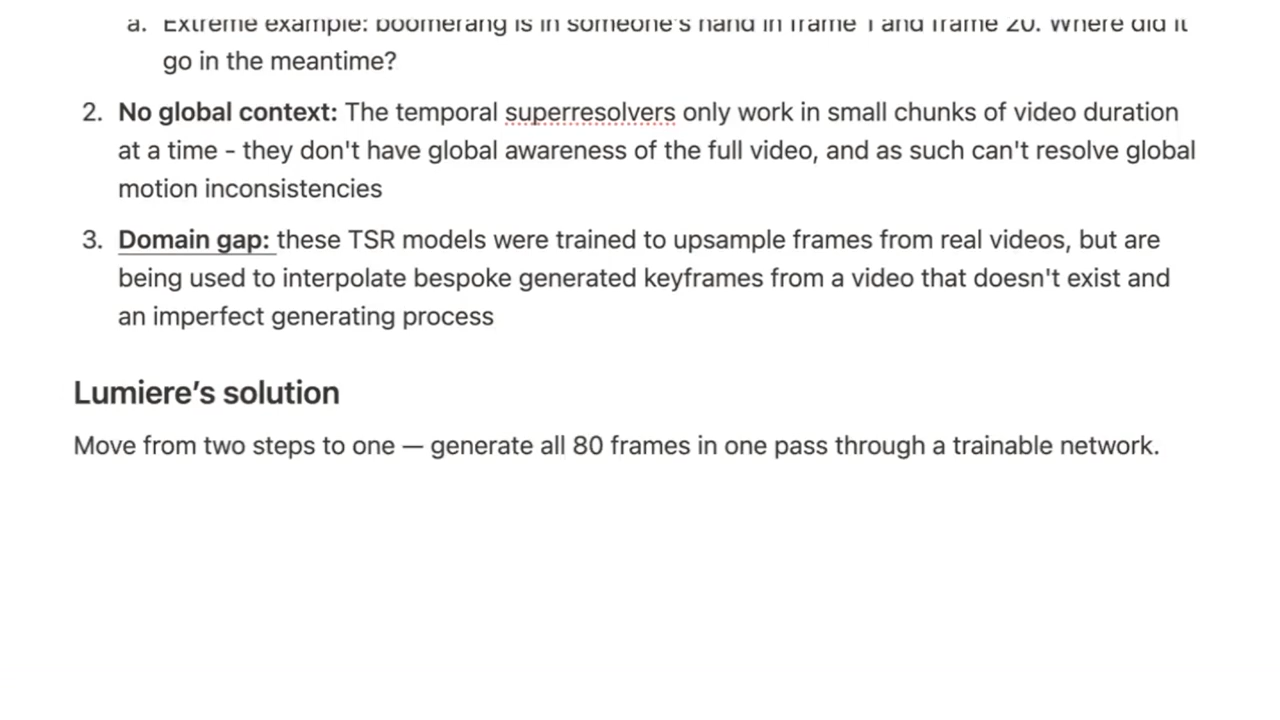 a. Extreme example: boomerang is in someone's hand in frame 1 and frame 20. Where did it
go in the meantime?
2. No global context: The temporal superresolvers only work in small chunks of video duration
at a time - they don't have global awareness of the full video, and as such can't resolve global
motion inconsistencies
3. Domain gap: these TSR models were trained to upsample frames from real videos, but are
being used to interpolate bespoke generated keyframes from a video that doesn't exist and
an imperfect generating process
Lumiere’s solution
Move from two steps to one — generate all 80 frames in one pass through a trainable network.